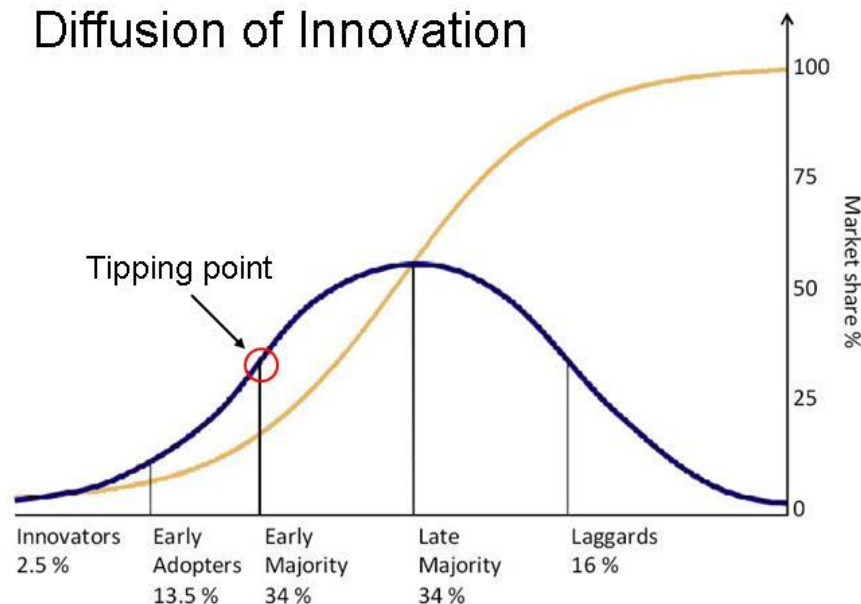 Diffusion of Innovation
100
75
Tipping point
50
25
0
Market share %
Innovators
2.5 %
Early
Adopters
13.5 %
Early
Majority
34 %
Late
Majority
34 %
Laggards
16 %